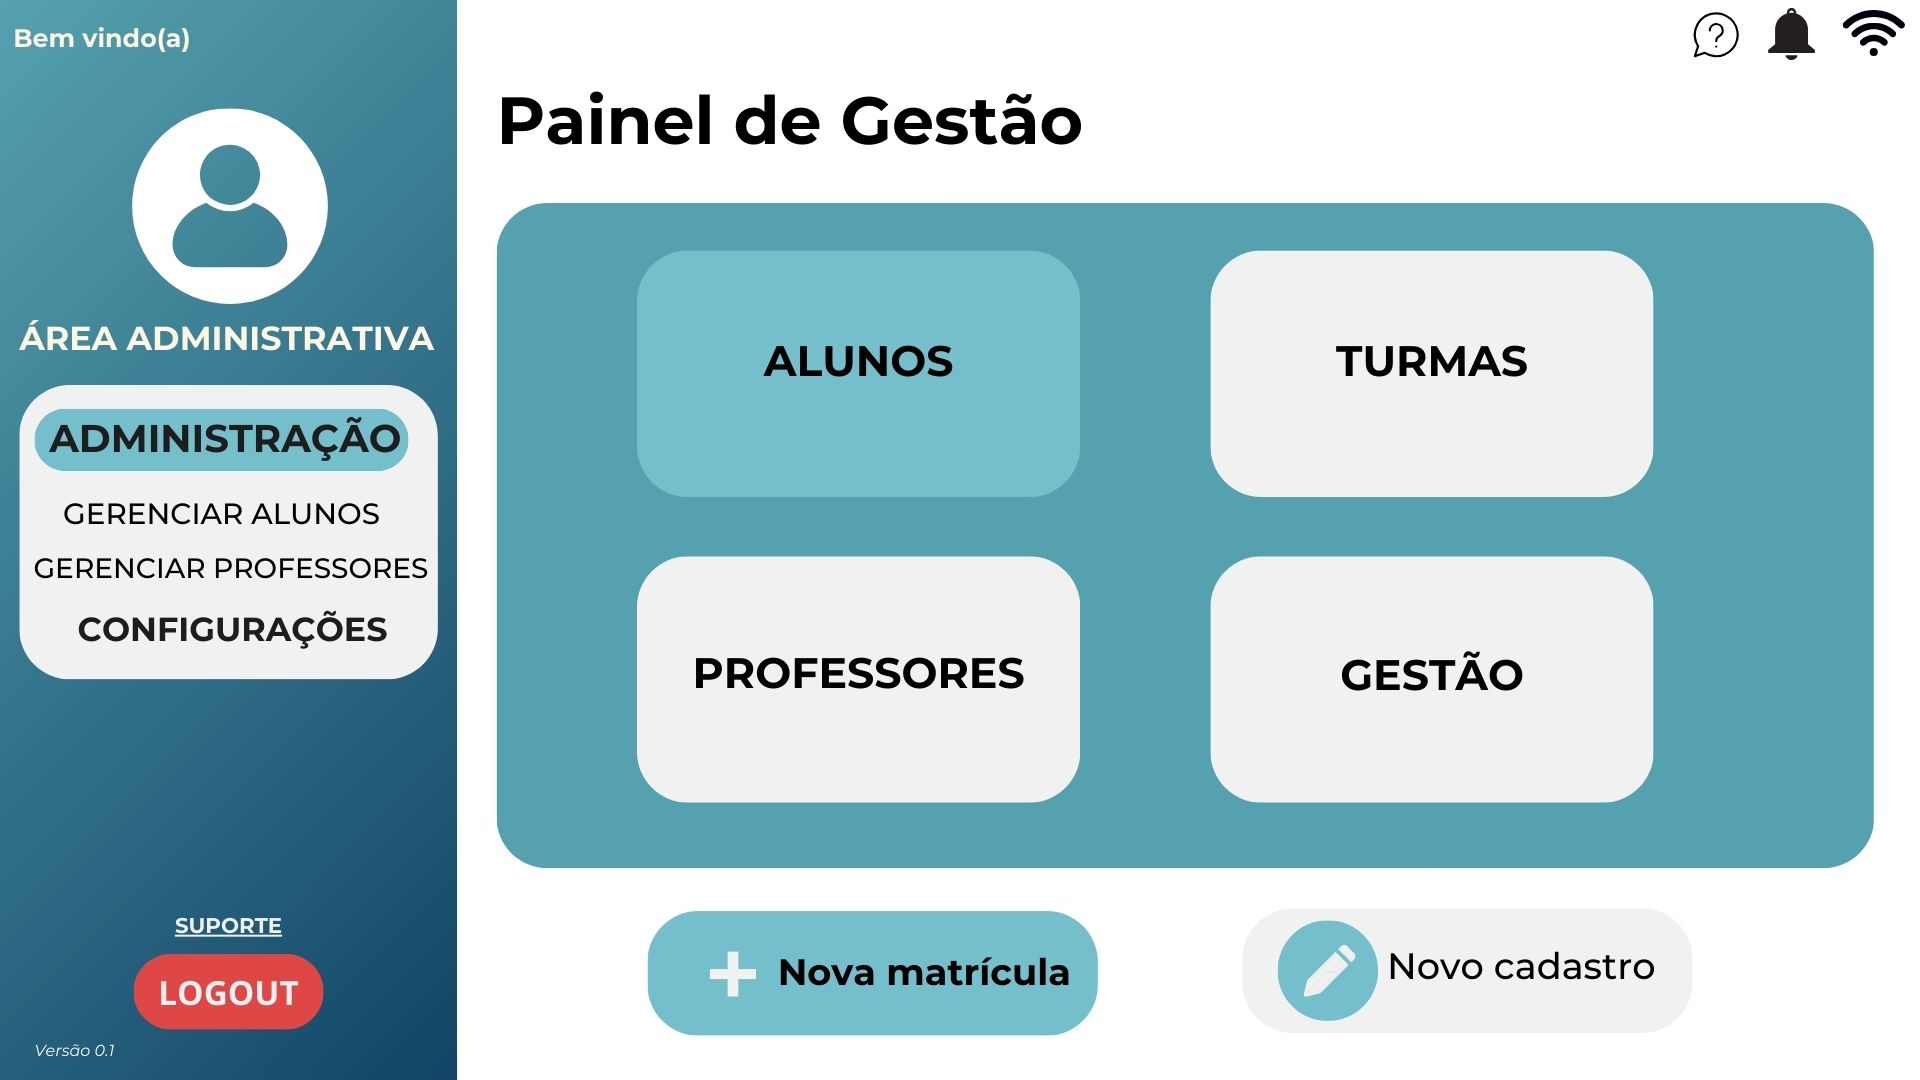 Bem vindo(a)
ÁREA ADMINISTRATIVA
ADMINISTRAÇÃO
GERENCIAR ALUNOS
GERENCIAR PROFESSORES
CONFIGURAÇÕES
SUPORTE
LOGOUT
Versão 0.1
?
Painel de Gestão
ALUNOS
TURMAS
PROFESSORES
GESTÃO
Nova matrícula
Novo cadastro